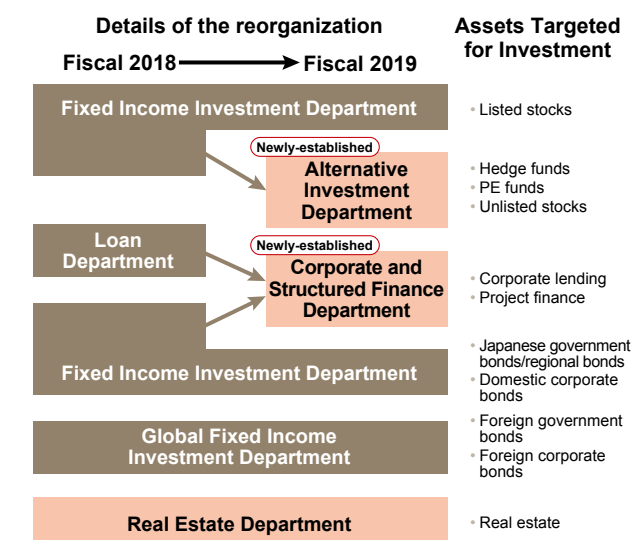 Details of the reorganization
Assets Targeted
for Investment
Fiscal 2018
Fiscal 2019
Fixed Income Investment Department
• Listed stocks
Newly-established
Alternative
Investment
Department
• Hedge funds
• PE funds
• Unlisted stocks
Loan
Department
Newly-established
Corporate and
Structured Finance
Department
• Corporate lending
• Project finance
Fixed Income Investment Department
• Japanese government
bonds/regional bonds
• Domestic corporate
bonds
Global Fixed Income
Investment Department
• Foreign government
bonds
• Foreign corporate
bonds
Real Estate Department
• Real estate